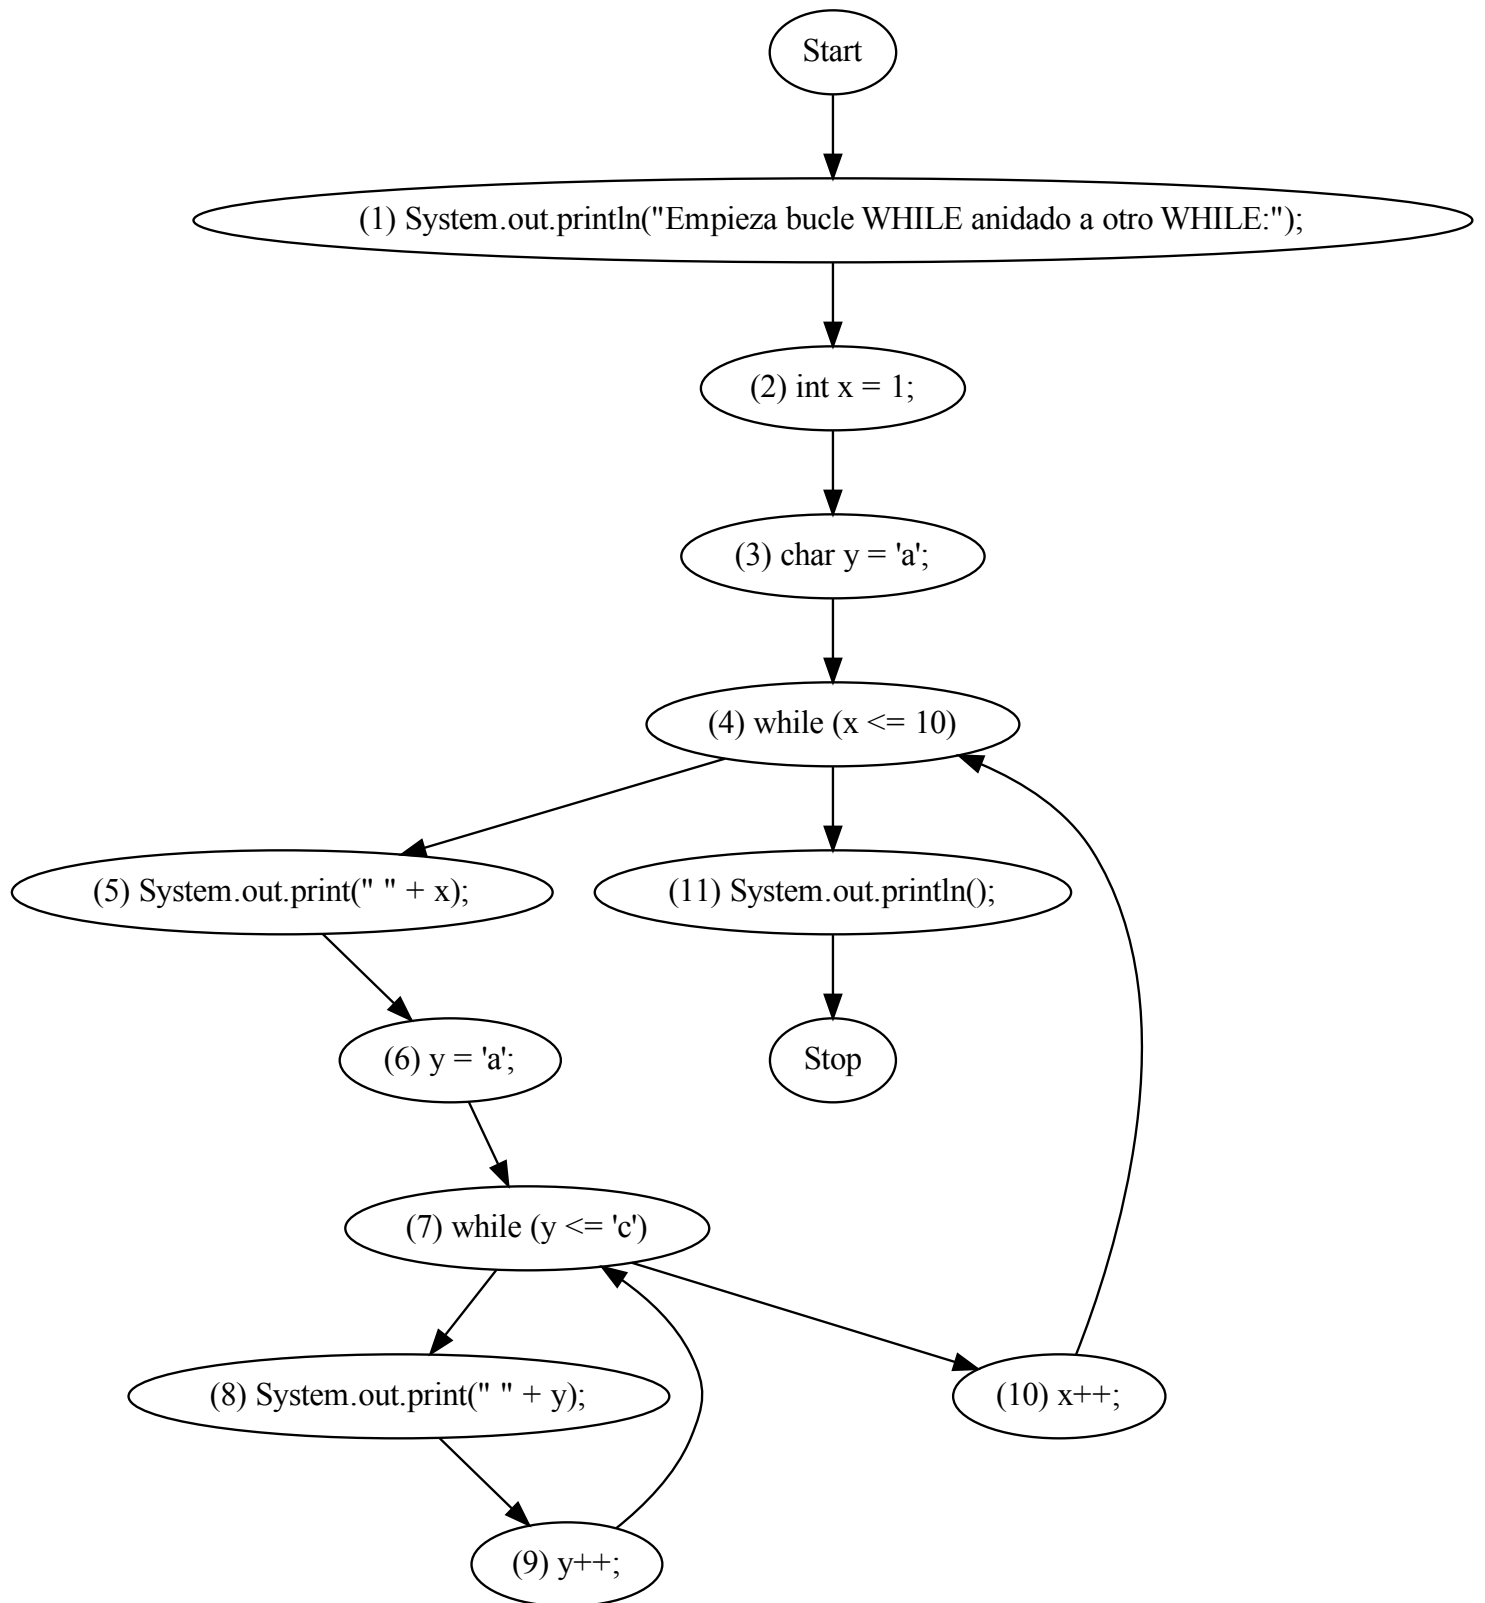 Start
(1) System.out.println("Empieza bucle WHILE anidado a otro WHILE:");
(2) int x = 1;
(3) char y = 'a';
(4) while (x <= 10)
(5) System.out.print(" " + x);
(11) System.out.println();
(6) y = 'a';
Stop
(7) while (y <= 'c')
(8) System.out.print(" " + y);
(10) x++;
(9) y++;